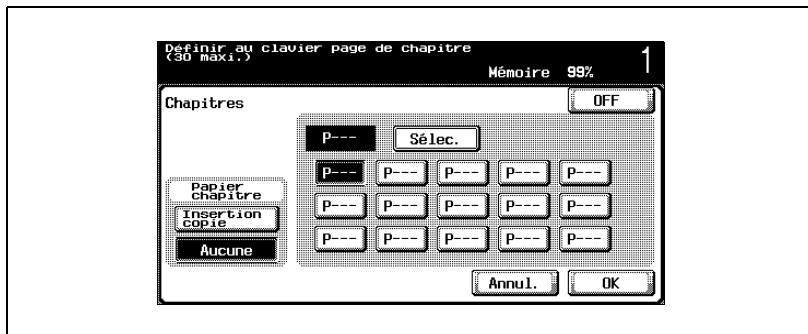 Définir au clavier page de chapitre
(30 maxi.)
Mémoire 99% 1
Chapitres OFF
P--- Sélec.
P--- P--- P--- P--- P---
Papier
chapitre
Insertion
copie
P--- P--- P--- P--- P---
Aucune
P--- P--- P--- P--- P---
Annul. OK